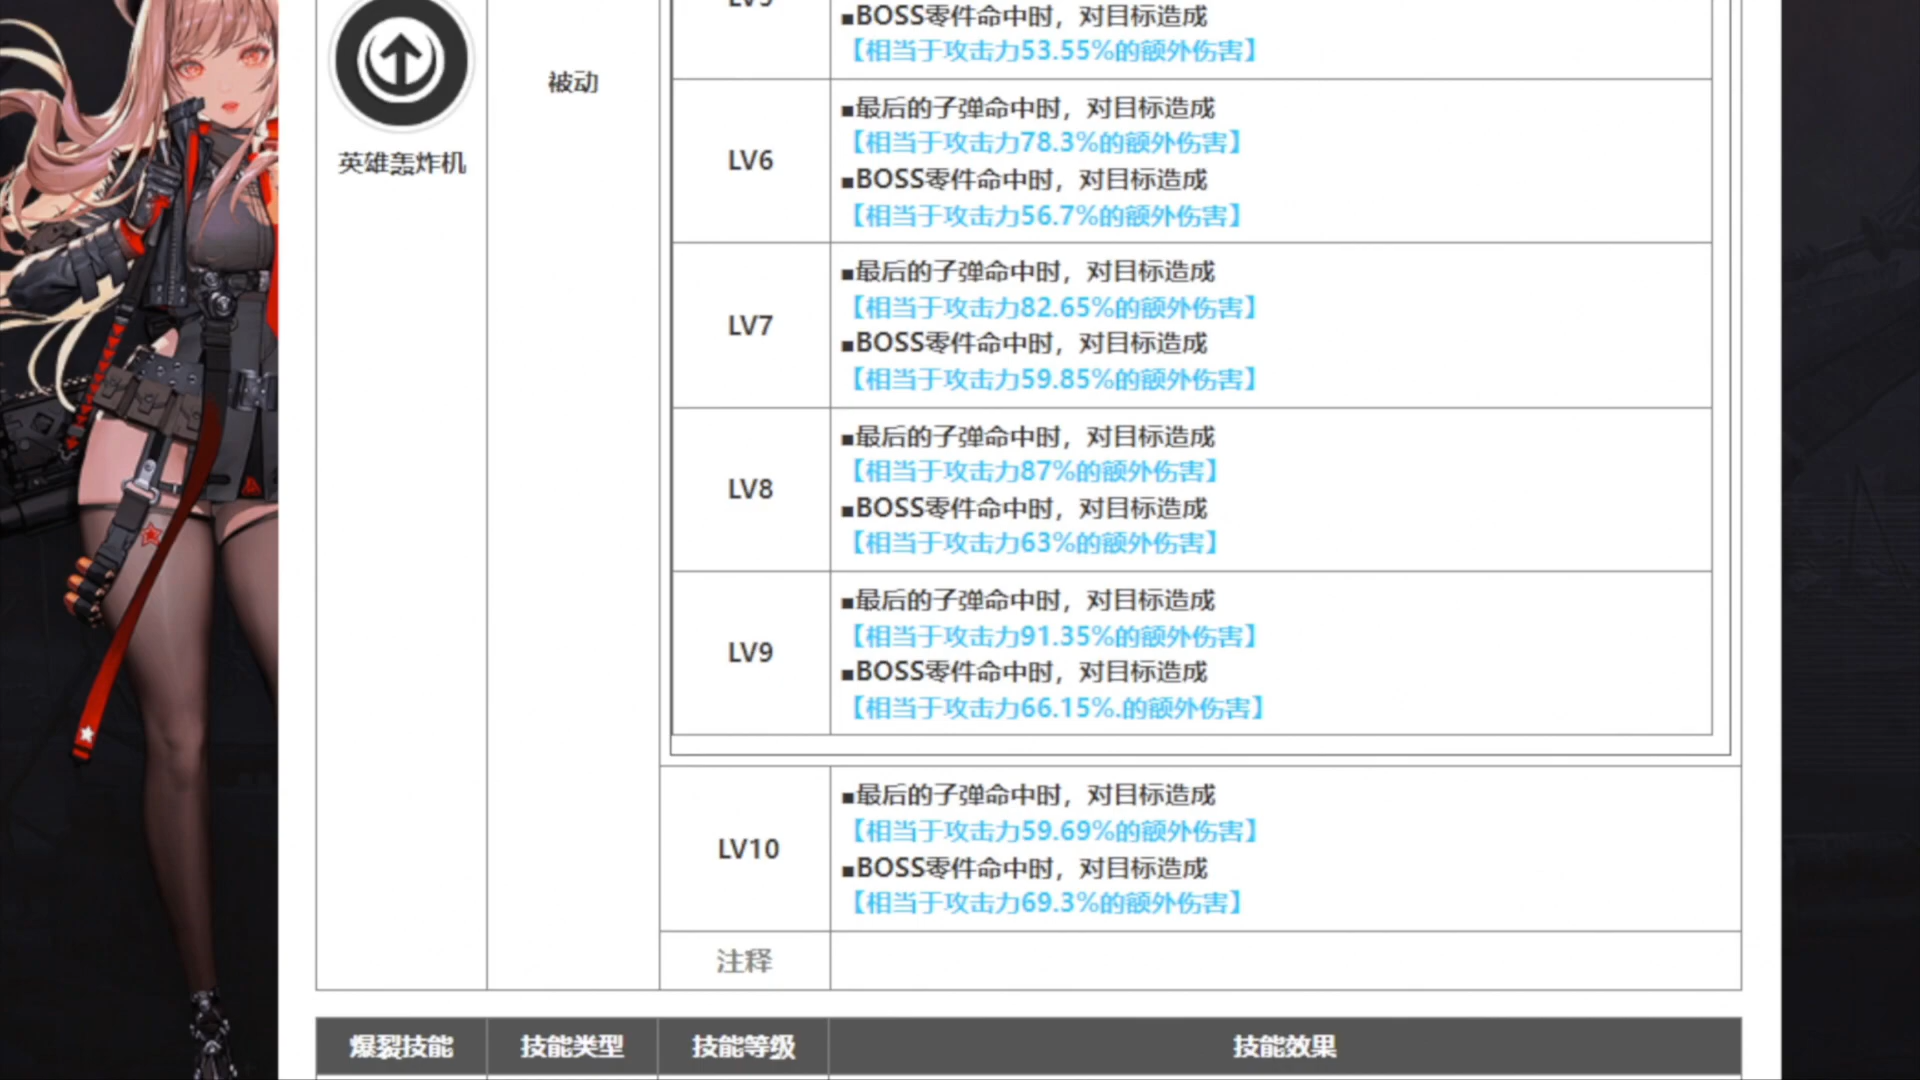 英雄轰炸机
被动
LV5
■BOSS零件命中时，对目标造成
【相当于攻击力53.55%的额外伤害】
LV6
■最后的子弹命中时，对目标造成
【相当于攻击力78.3%的额外伤害】
■BOSS零件命中时，对目标造成
【相当于攻击力56.7%的额外伤害】
LV7
■最后的子弹命中时，对目标造成
【相当于攻击力82.65%的额外伤害】
■BOSS零件命中时，对目标造成
【相当于攻击力59.85%的额外伤害】
LV8
■最后的子弹命中时，对目标造成
【相当于攻击力87%的额外伤害】
■BOSS零件命中时，对目标造成
【相当于攻击力63%的额外伤害】
LV9
■最后的子弹命中时，对目标造成
【相当于攻击力91.35%的额外伤害】
■BOSS零件命中时，对目标造成
【相当于攻击力66.15%.的额外伤害】
LV10
■最后的子弹命中时，对目标造成
【相当于攻击力59.69%的额外伤害】
■BOSS零件命中时，对目标造成
【相当于攻击力69.3%的额外伤害】
注释
爆裂技能 技能类型 技能等级 技能效果